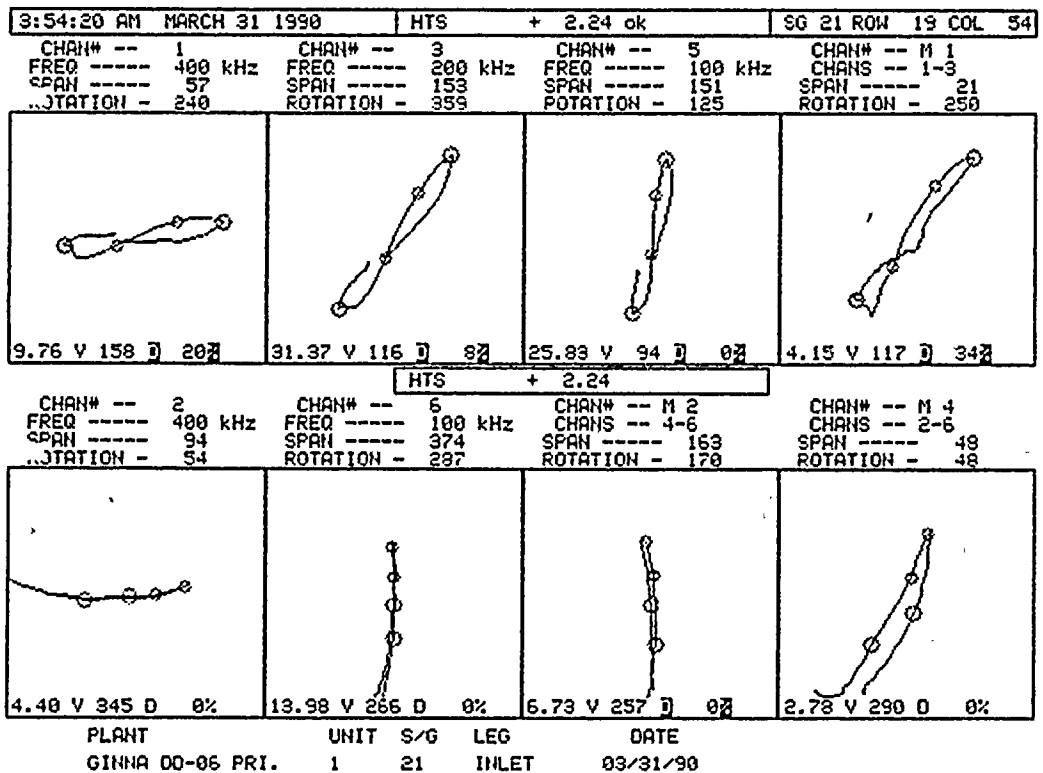 3:54:20 AM MARCH 31 1990 HTS + 2.24 ok SG 21 ROW 19 COL 54
CHAN# -- 1 CHAN# -- 3 CHAN# -- 5 CHAN# -- M 1
FREQ ----- 400 kHz FREQ ----- 200 kHz FREQ ----- 100 kHz CHANS -- 1-3
SPAN ----- 57 SPAN ----- 153 SPAN ----- 151 SPAN ----- 21
..OTATION - 240 ROTATION - 359 POTATION - 125 ROTATION - 250
9.76 V 158 D 20% 31.37 V 116 D 8% 25.83 V 94 D 0% 4.15 V 117 D 34%
HTS + 2.24
CHAN# -- 2 CHAN# -- 6 CHAN# -- M 2 CHAN# -- M 4
FREQ ----- 400 kHz FREQ ----- 100 kHz CHANS -- 4-6 CHANS -- 2-6
SPAN ----- 94 SPAN ----- 374 SPAN ----- 163 SPAN ----- 48
..OTATION - 54 ROTATION - 287 ROTATION - 170 ROTATION - 48
4.40 V 345 D 0% 13.98 V 266 D 0% 6.73 V 257 D 0% 2.78 V 290 D 0%
PLANT UNIT S/G LEG DATE
GINNA DO-06 PRI. 1 21 INLET 03/31/90